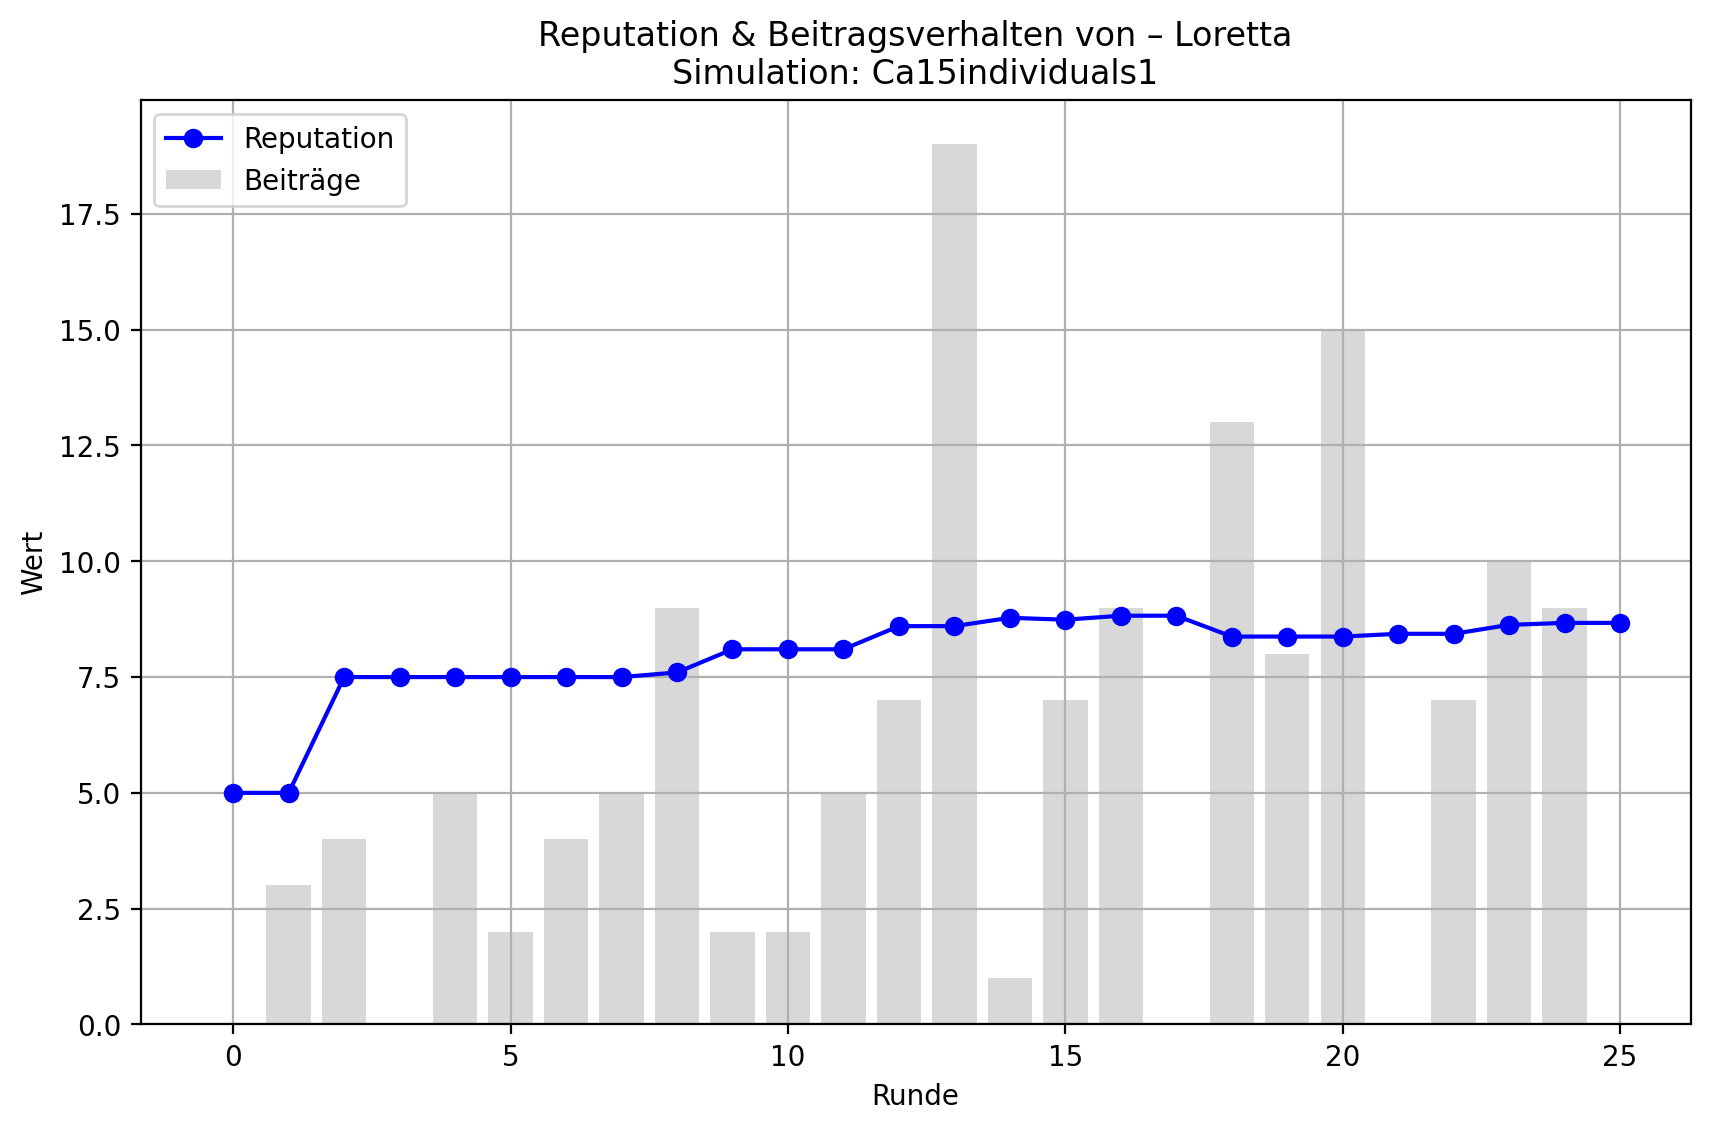 Reputation & Beitragsverhalten von – Loretta
Simulation: Ca15individuals1
Reputation
Beiträge
Wert
17.5
15.0
12.5
10.0
7.5
5.0
2.5
0.0
0 5 10 15 20 25
Runde